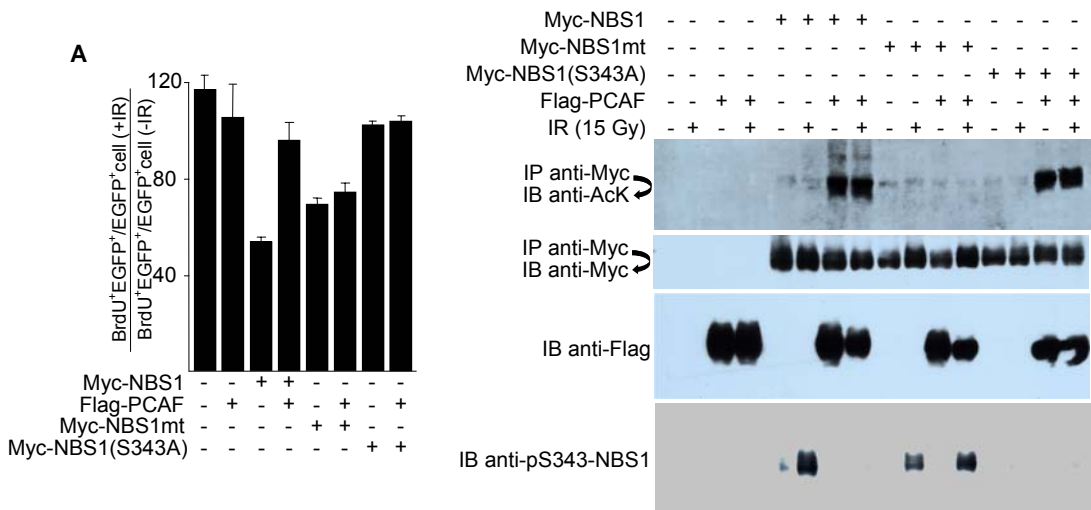 A
BrdU⁺EGFP⁺/EGFP⁺cell (+IR)
BrdU⁺EGFP⁺/EGFP⁺cell (-IR)
120
80
40
Myc-NBS1 - - + + - - - -
Flag-PCAF - + - + - + - +
Myc-NBS1mt - - - - + + - -
Myc-NBS1(S343A) - - - - - - + +
Myc-NBS1 - - - - + + + + - - - - - - - -
Myc-NBS1mt - - - - - - - - + + + + - - - -
Myc-NBS1(S343A) - - - - - - - - - - - - + + + +
Flag-PCAF - - + + - - + + - - + + - - + +
IR (15 Gy) - + - + - + - + - + - + - + - +
IP anti-Myc
IB anti-AcK
IP anti-Myc
IB anti-Myc
IB anti-Flag
IB anti-pS343-NBS1